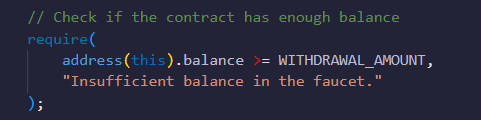 // Check if the contract has enough balance
require(
address(this).balance >= WITHDRAWAL_AMOUNT,
"Insufficient balance in the faucet."
);